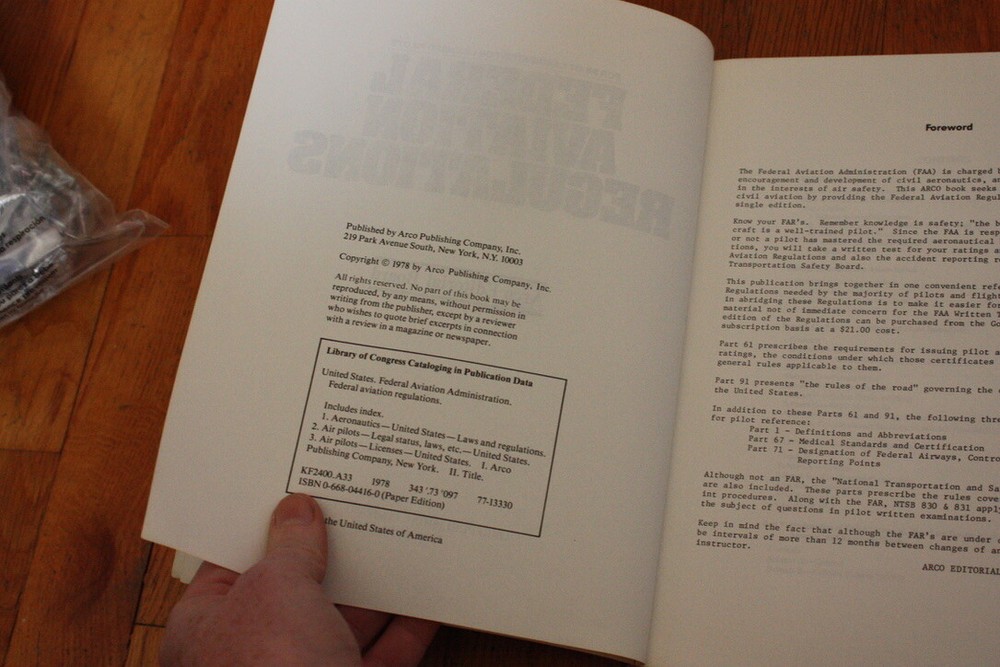 FEDERAL
AVIATION
REGULATIONS
Published by Arco Publishing Company, Inc.
219 Park Avenue South, New York, N.Y. 10003
Copyright © 1978 by Arco Publishing Company, Inc.
All rights reserved. No part of this book may be
reproduced, by any means, without permission in
writing from the publisher, except by a reviewer
who wishes to quote brief excerpts in connection
with a review in a magazine or newspaper.
Library of Congress Cataloging in Publication Data
United States. Federal Aviation Administration.
Federal aviation regulations.
Includes index.
1. Aeronautics—United States—Laws and regulations.
2. Air pilots—Legal status, laws, etc.—United States.
3. Air pilots—Licenses—United States. I. Arco
Publishing Company, New York. II. Title.
KF2400.A33 1978 343'.73'097 77-13330
ISBN 0-668-04416-0 (Paper Edition)
the United States of America
Foreword
The Federal Aviation Administration (FAA) is charged
encouragement and development of civil aeronautics,
in the interests of air safety. This ARCO book seeks
civil aviation by providing the Federal Aviation Regul
single edition.
Know your FAR's. Remember knowledge is safety; "the b
craft is a well-trained pilot." Since the FAA is resp
or not a pilot has mastered the required aeronautical
tions, you will take a written test for your ratings
Aviation Regulations and also the accident reporting
Transportation Safety Board.
This publication brings together in one convenient refe
Regulations needed by the majority of pilots and fligh
in abridging these Regulations is to make it easier for
material not of immediate concern for the FAA Written
edition of the Regulations can be purchased from the Go
subscription basis at a $21.00 cost.
Part 61 prescribes the requirements for issuing pilot
ratings, the conditions under which those certificates
general rules applicable to them.
Part 91 presents "the rules of the road" governing the
the United States.
In addition to these Parts 61 and 91, the following thre
for pilot reference:
Part 1 - Definitions and Abbreviations
Part 67 - Medical Standards and Certification
Part 71 - Designation of Federal Airways, Contro
Reporting Points
Although not an FAR, the "National Transportation and Sa
are also included. These parts prescribe the rules cove
int procedures. Along with the FAR, NTSB 830 & 831 appl
the subject of questions in pilot written examinations.
Keep in mind the fact that although the FAR's are under
be intervals of more than 12 months between changes of
instructor.
ARCO EDITORIAL